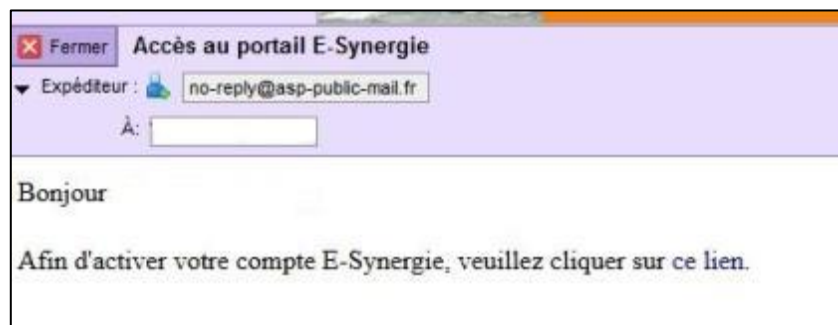 Fermer Accès au portail E-Synergie
Expéditeur : no-reply@asp-public-mail.fr
À:
Bonjour
Afin d'activer votre compte E-Synergie, veuillez cliquer sur ce lien.